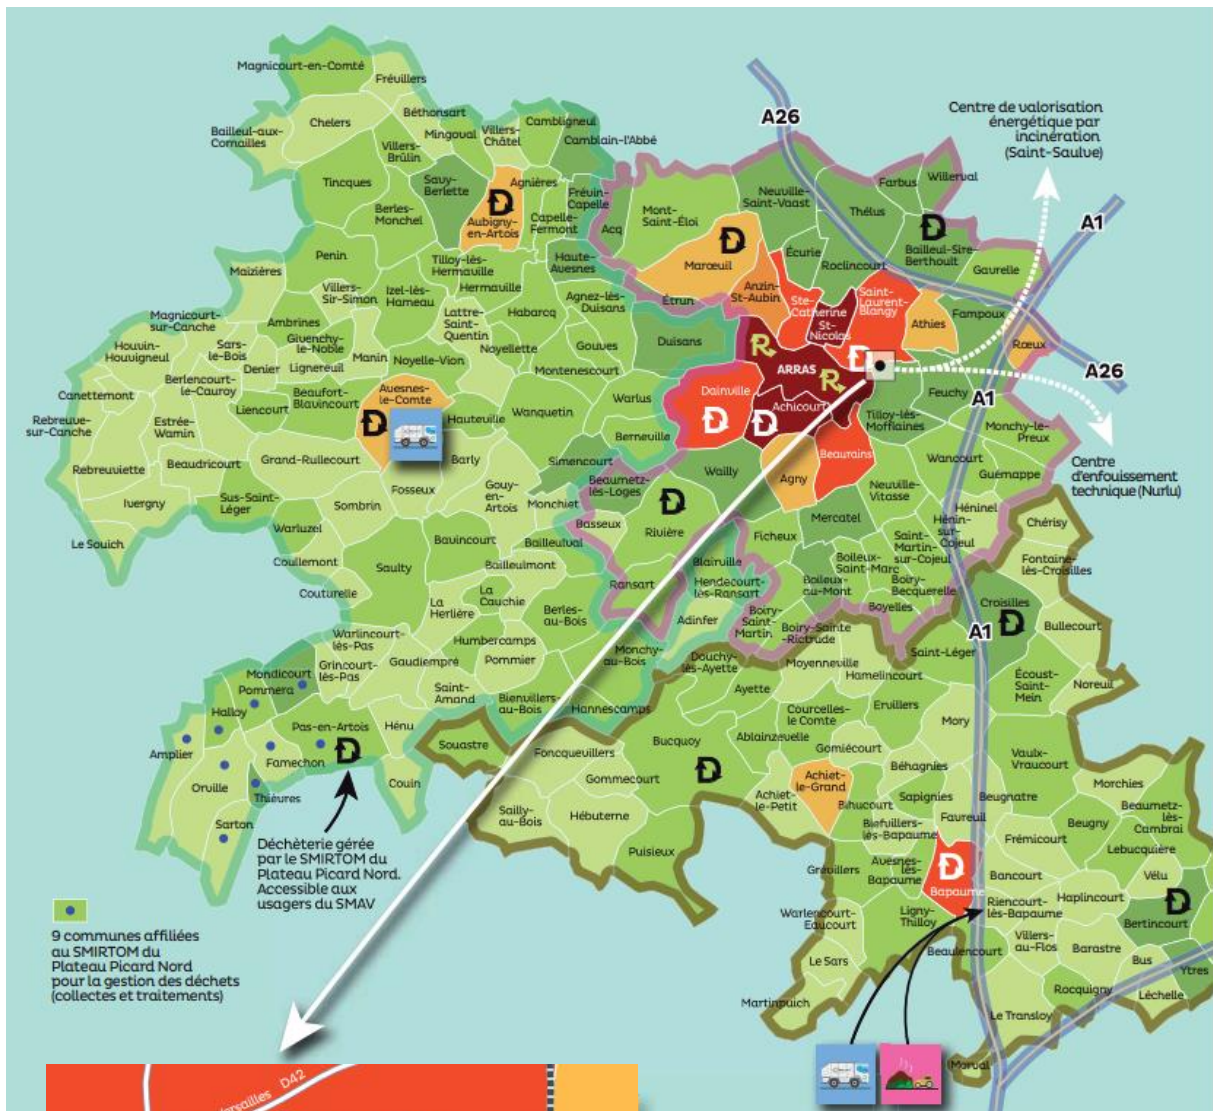 Magnicourt-en-Comté
Frévillers
Bailleul-aux-
Cornailles
Chelers
Béthonsart
Mingoval
Villers-
Châtel
Cambligneul
Camblain-l'Abbé
Villers-
Brûlin
Tincques
Savy-
Berlette
Agnières
Aubigny-
en-Artois
Berles-
Monchel
Capelle-
Fermont
Frévin-
Capelle
Acq
Mont-
Saint-Éloi
Neuville-
Saint-Vaast
A26
Farbus
Willerval
Thélus
Bailleul-Sire-
Berthoult
Gavrelle
Centre de valorisation
énergétique par
incinération
(Saint-Saulve)
A1
Penin
Maizières
Tilloy-lès-
Hermaville
Hermaville
Haute-
Avesnes
Marœuil
Écurie
Roclincourt
Étrun
Anzin-
St-Aubin
Ste-
Catherine
St-
Nicolas
Saint-
Laurent-
Blangy
Athies
Fampoux
Rœux
A26
Villers-
Sir-Simon
Izel-lès-
Hameau
Agnez-lès-
Duisans
Habarcq
Lattre-
Saint-
Quentin
Magnicourt-
sur-Canche
Ambrines
Givenchy-
le-Noble
Houvin-
Houvigneul
Sars-
le-Bois
Denier
Lignereuil
Manin
Noyelle-Vion
Noyellette
Gouves
Montenescourt
Duisans
ARRAS
Dainville
Achicourt
Feuchy
A1
Tilloy-lès-
Mofflaines
Monchy-le-
Preux
Canettemont
Berlencourt-
le-Cauroy
Liencourt
Beaufort-
Blavincourt
Avesnes-
le-Comte
Hauteville
Wanquetin
Warlus
Berneville
Rebreuve-
sur-Canche
Estrée-
Wamin
Rebreuviette
Beaudricourt
Grand-Rullecourt
Barly
Simencourt
Wailly
Agny
Beaurains
Wancourt
Guémappe
Centre
d'enfouissement
technique (Nurlu)
Ivergny
Sus-Saint-
Léger
Sombrin
Fosseux
Gouy-
en-
Artois
Monchiet
Beaumetz-
lès-Loges
Basseux
Rivière
Neuville-
Vitasse
Mercatel
Ficheux
Héninel
Hénin-
sur-
Cojeul
Saint-
Martin-
sur-Cojeul
Chérisy
Fontaine-
lès-Croisilles
Le Souich
Warluzel
Coullemont
Couturelle
Saulty
Bavincourt
Bailleulval
Bailleulmont
Ransart
Blairville
Hendecourt-
lès-Ransart
Boileux-
Saint-Marc
Boileux-
au-Mont
Boiry-
Becquerelle
Boyelles
Croisilles
Bullecourt
La
Cauchie
La
Herlière
Berles-
au-Bois
Adinfer
Boiry-
Saint-
Martin
Boiry-Sainte
-Rictrude
A1
Saint-Léger
Warlincourt-
lès-Pas
Humbercamps
Grincourt-
lès-Pas
Gaudiempré
Pommier
Monchy-
au-Bois
Douchy-
lès-Ayette
Moyenneville
Hamelincourt
Écoust-
Saint-
Mein
Noreuil
Mondicourt
Pommera
Halloy
Saint-
Amand
Bienvillers-
au-Bois
Hannescamps
Ayette
Courcelles-
le Comte
Ervillers
Mory
Pas-en-Artois
Hénu
Amplier
Famechon
Orville
Thièvres
Couin
Sarton
Souastre
Foncquevillers
Bucquoy
Ablainzevelle
Gomiécourt
Béhagnies
Vaulx-
Vraucourt
Gommecourt
Achiet-
le-Petit
Achiet-
le-Grand
Bihucourt
Sapignies
Beugnatre
Morchies
Sailly-
au-Bois
Hébuterne
Biefvillers-
lès-Bapaume
Favreuil
Beugny
Beaumetz-
lès-
Cambrai
Puisieux
Frémicourt
Lebucquière
Déchèterie gérée
par le SMIRTOM du
Plateau Picard Nord.
Accessible aux
usagers du SMAV
Grévillers
Avesnes-
lès-
Bapaume
Bapaume
Bancourt
Vélu
Riencourt-
lès-Bapaume
Haplincourt
Bertincourt
9 communes affiliées
au SMIRTOM du
Plateau Picard Nord
pour la gestion des déchets
(collectes et traitements)
Warlencourt-
Eaucourt
Ligny-
Thilloy
Villers-
au-Flos
Barastre
Bus
Beaulencourt
Le Sars
Ytres
Rocquigny
Léchelle
Martinpuich
Le Transloy
(Morval
D42